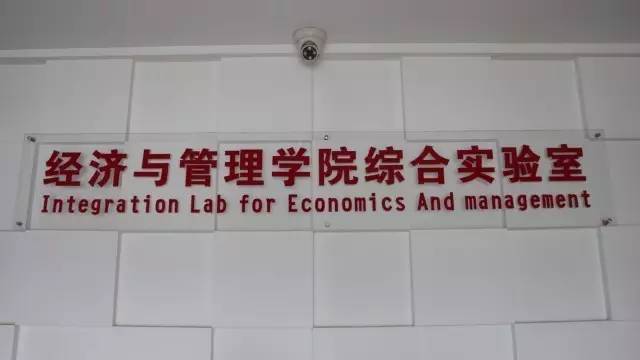 经济与管理学院综合实验室
Integration Lab for Economics And management